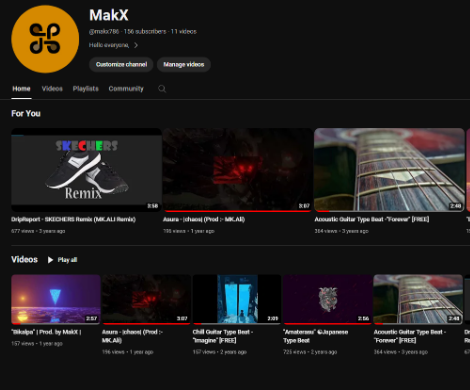 MakX
@makx786 · 156 subscribers · 11 videos
Hello everyone,
Customize channel
Manage videos
Home Videos Playlists Community
For You
SKECHERS
Remix
2:58
3:07
2:48
DripReport - SKECHERS Remix (MK.ALI Remix)
677 views · 3 years ago
Asura - |chaos| (Prod :- MK.Ali)
196 views · 1 year ago
Acoustic Guitar Type Beat -"Forever" [FREE]
364 views · 3 years ago
Videos Play all
2:57
3:07
2:01
2:56
2:48
"Bikalpa" | Prod. by MakX |
157 views · 1 year ago
Asura - |chaos| (Prod :-
MK.Ali)
196 views · 1 year ago
Chill Guitar Type Beat -
"Imagine" [FREE]
167 views · 2 years ago
"Amaterasu" Japanese
Type Beat
723 views · 2 years ago
Acoustic Guitar Type Beat -
"Forever" [FREE]
364 views · 3 years ago